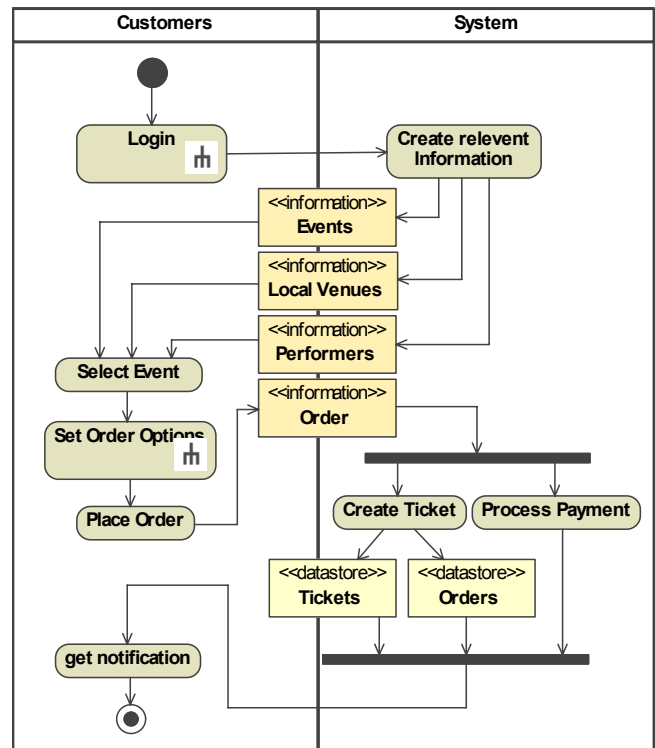 Customers
System
Login
Create relevent
Information
<<information>>
Events
<<information>>
Local Venues
<<information>>
Performers
Select Event
<<information>>
Order
Set Order Options
Place Order
Create Ticket
Process Payment
<<datastore>>
Tickets
<<datastore>>
Orders
get notification